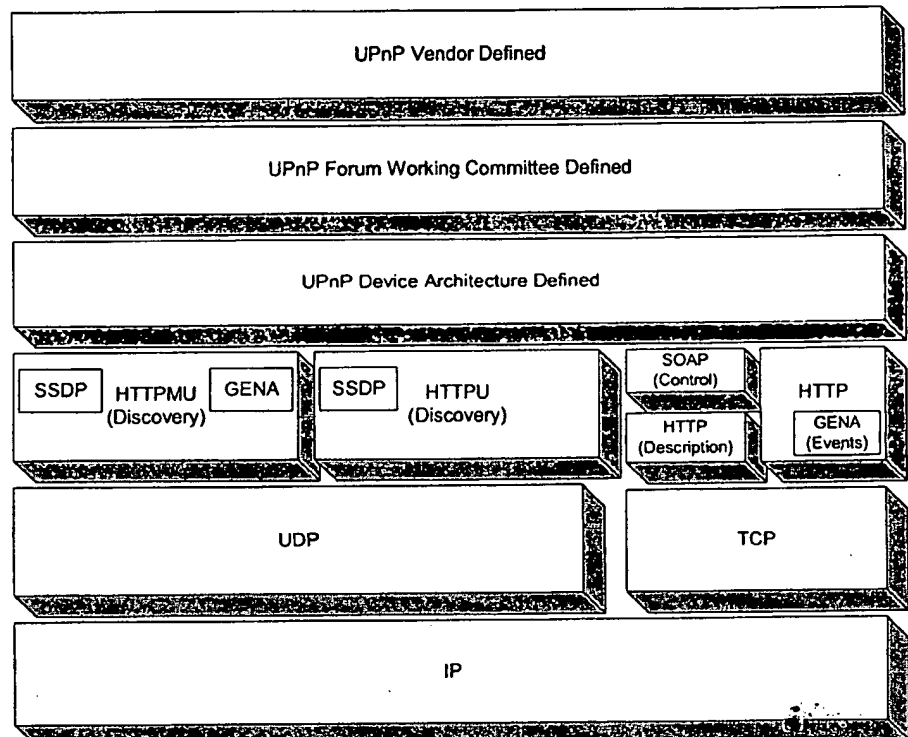 UPnP Vendor Defined
UPnP Forum Working Committee Defined
UPnP Device Architecture Defined
SSDP
HTTPMU
(Discovery)
GENA
SSDP
HTTPU
(Discovery)
SOAP
(Control)
HTTP
(Description)
HTTP
GENA
(Events)
UDP
TCP
IP